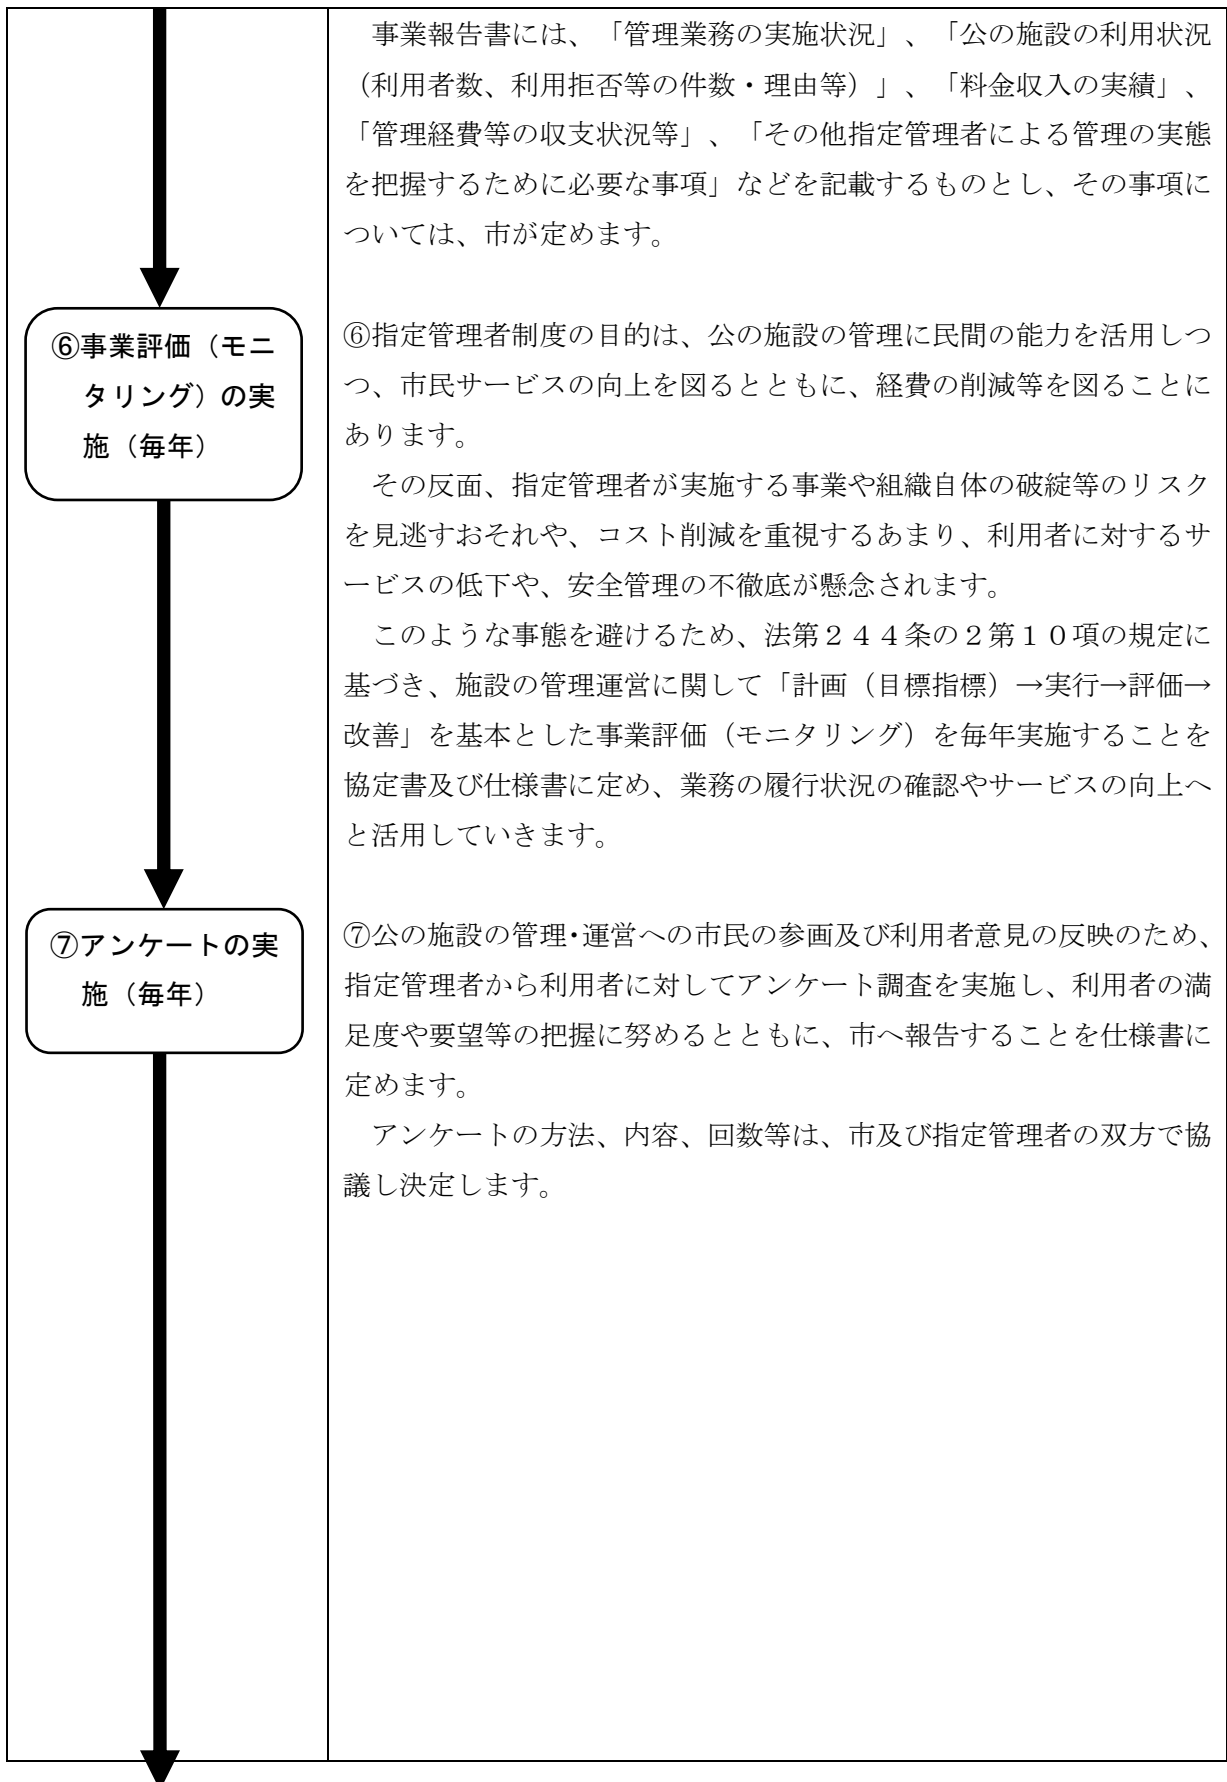 事業報告書には、「管理業務の実施状況」、「公の施設の利用状況
（利用者数、利用拒否等の件数・理由等）」、「料金収入の実績」、
「管理経費等の収支状況等」、「その他指定管理者による管理の実態
を把握するために必要な事項」などを記載するものとし、その事項に
ついては、市が定めます。
⑥事業評価（モニ
タリング）の実
施（毎年）
⑥指定管理者制度の目的は、公の施設の管理に民間の能力を活用しつ
つ、市民サービスの向上を図るとともに、経費の削減等を図ることに
あります。
その反面、指定管理者が実施する事業や組織自体の破綻等のリスク
を見逃すおそれや、コスト削減を重視するあまり、利用者に対するサ
ービスの低下や、安全管理の不徹底が懸念されます。
このような事態を避けるため、法第２４４条の２第１０項の規定に
基づき、施設の管理運営に関して「計画（目標指標）→実行→評価→
改善」を基本とした事業評価（モニタリング）を毎年実施することを
協定書及び仕様書に定め、業務の履行状況の確認やサービスの向上へ
と活用していきます。
⑦アンケートの実
施（毎年）
⑦公の施設の管理・運営への市民の参画及び利用者意見の反映のため、
指定管理者から利用者に対してアンケート調査を実施し、利用者の満
足度や要望等の把握に努めるとともに、市へ報告することを仕様書に
定めます。
アンケートの方法、内容、回数等は、市及び指定管理者の双方で協
議し決定します。